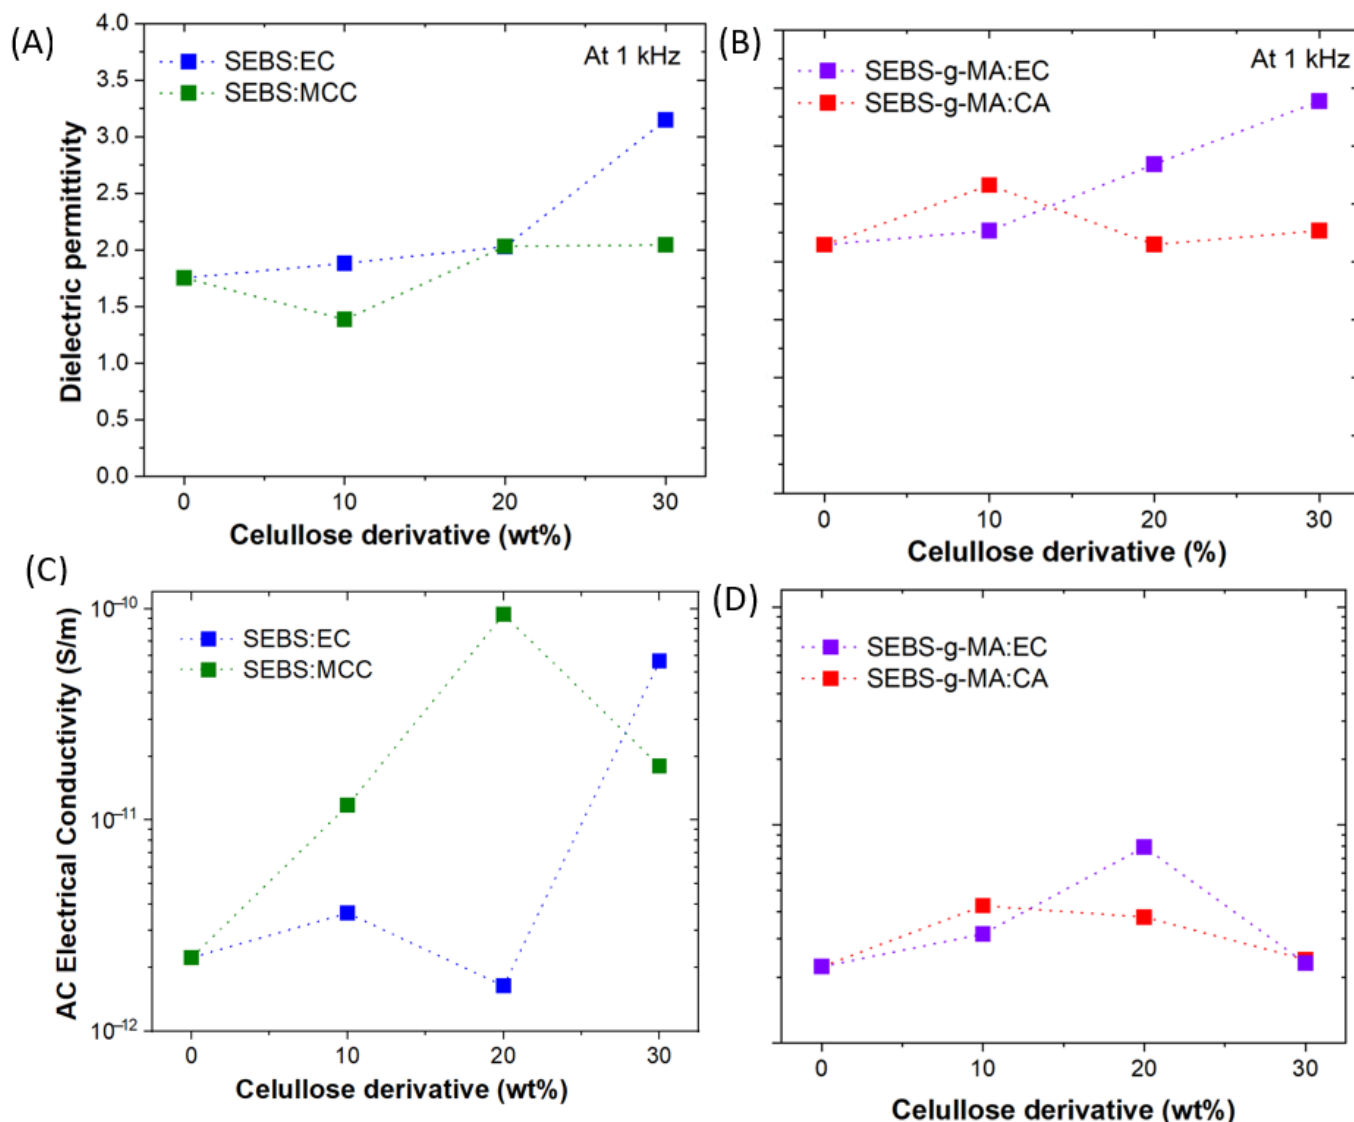 (A)
SEBS:EC
SEBS:MCC
At 1 kHz
Dielectric permittivity
4.0
3.5
3.0
2.5
2.0
1.5
1.0
0.5
0.0
0 10 20 30
Celullose derivative (wt%)
(B)
SEBS-g-MA:EC
SEBS-g-MA:CA
At 1 kHz
0 10 20 30
Celullose derivative (%)
(C)
SEBS:EC
SEBS:MCC
AC Electrical Conductivity (S/m)
10⁻¹⁰
10⁻¹¹
10⁻¹²
0 10 20 30
Celullose derivative (wt%)
(D)
SEBS-g-MA:EC
SEBS-g-MA:CA
0 10 20 30
Celullose derivative (wt%)